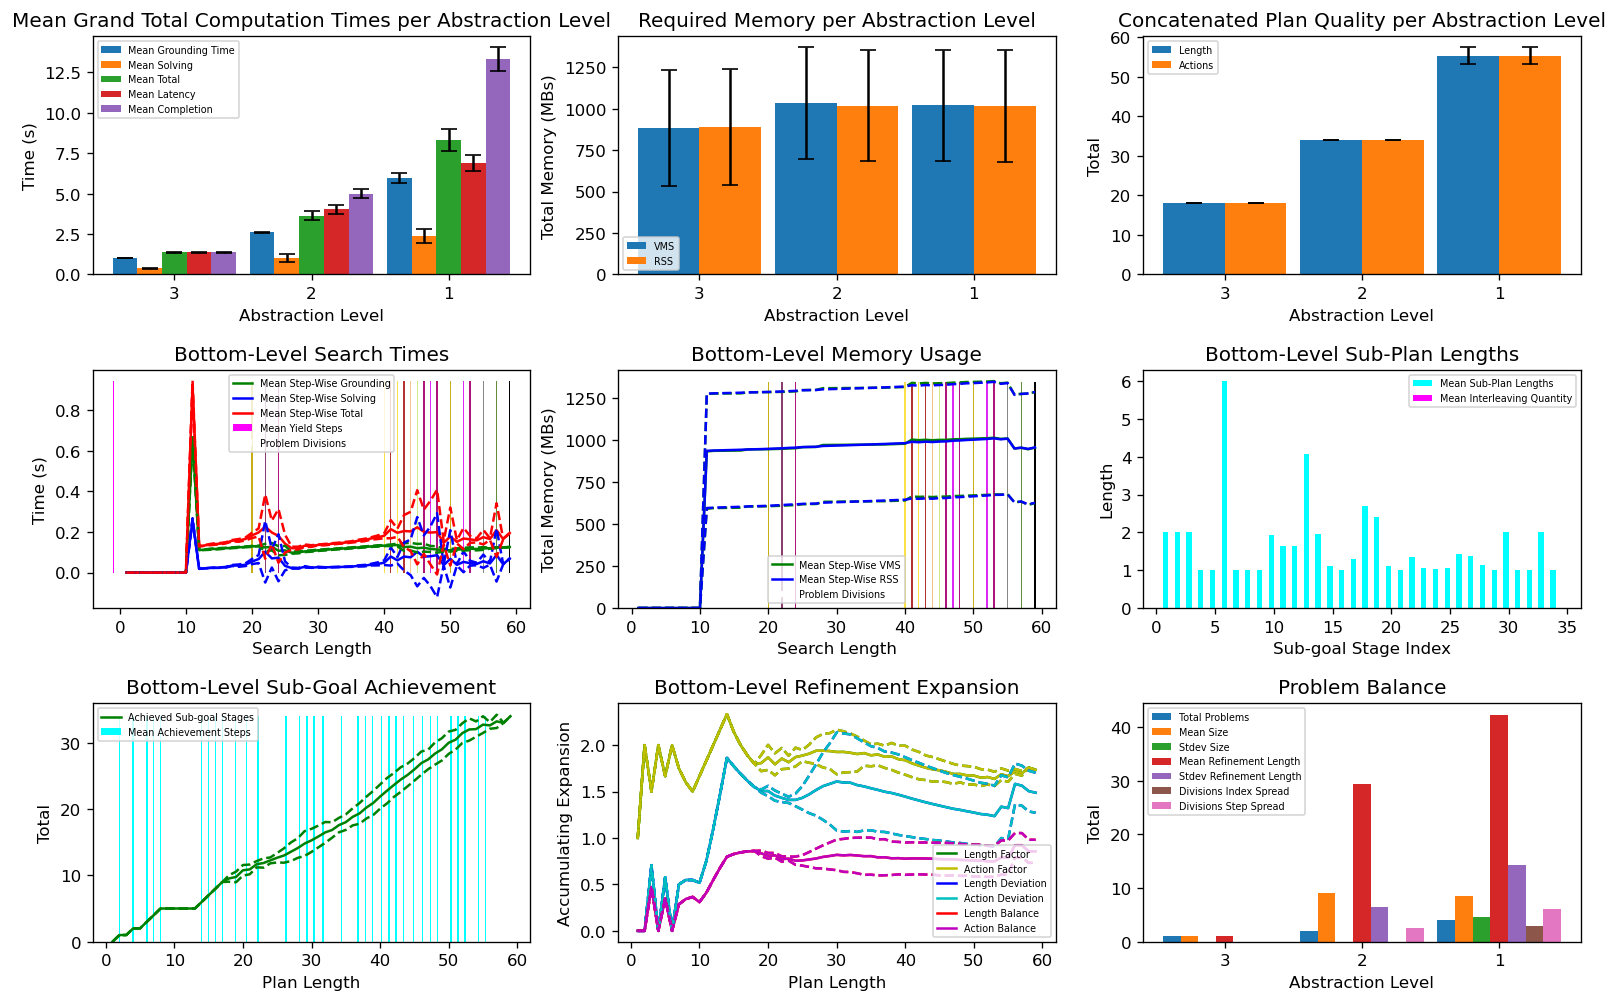 Mean Grand Total Computation Times per Abstraction Level
Time (s)
12.5
10.0
7.5
5.0
2.5
0.0
Mean Grounding Time
Mean Solving
Mean Total
Mean Latency
Mean Completion
3 2 1
Abstraction Level
Required Memory per Abstraction Level
Total Memory (MBs)
1250
1000
750
500
250
0
VMS
RSS
3 2 1
Abstraction Level
Concatenated Plan Quality per Abstraction Level
Total
60
50
40
30
20
10
0
Length
Actions
3 2 1
Abstraction Level
Bottom-Level Search Times
Time (s)
0.8
0.6
0.4
0.2
0.0
Mean Step-Wise Grounding
Mean Step-Wise Solving
Mean Step-Wise Total
Mean Yield Steps
Problem Divisions
0 10 20 30 40 50 60
Search Length
Bottom-Level Memory Usage
Total Memory (MBs)
1250
1000
750
500
250
0
Mean Step-Wise VMS
Mean Step-Wise RSS
Problem Divisions
0 10 20 30 40 50 60
Search Length
Bottom-Level Sub-Plan Lengths
Length
6
5
4
3
2
1
0
Mean Sub-Plan Lengths
Mean Interleaving Quantity
0 5 10 15 20 25 30 35
Sub-goal Stage Index
Bottom-Level Sub-Goal Achievement
Total
30
20
10
0
Achieved Sub-goal Stages
Mean Achievement Steps
0 10 20 30 40 50 60
Plan Length
Bottom-Level Refinement Expansion
Accumulating Expansion
2.0
1.5
1.0
0.5
0.0
Length Factor
Action Factor
Length Deviation
Action Deviation
Length Balance
Action Balance
0 10 20 30 40 50 60
Plan Length
Problem Balance
Total
40
30
20
10
0
Total Problems
Mean Size
Stdev Size
Mean Refinement Length
Stdev Refinement Length
Divisions Index Spread
Divisions Step Spread
3 2 1
Abstraction Level